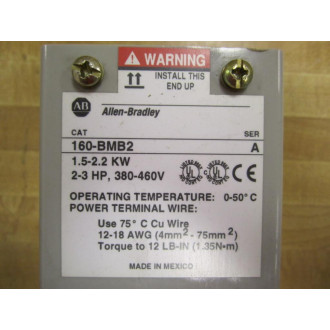 WARNING
INSTALL THIS
END UP
AB
Allen-Bradley
CAT SER
160-BMB2 A
1.5-2.2 KW
2-3 HP, 380-460V
OPERATING TEMPERATURE: 0-50° C
POWER TERMINAL WIRE:
Use 75° C Cu Wire
12-18 AWG (4mm² - 75mm²)
Torque to 12 LB-IN (1.35N-m)
MADE IN MEXICO